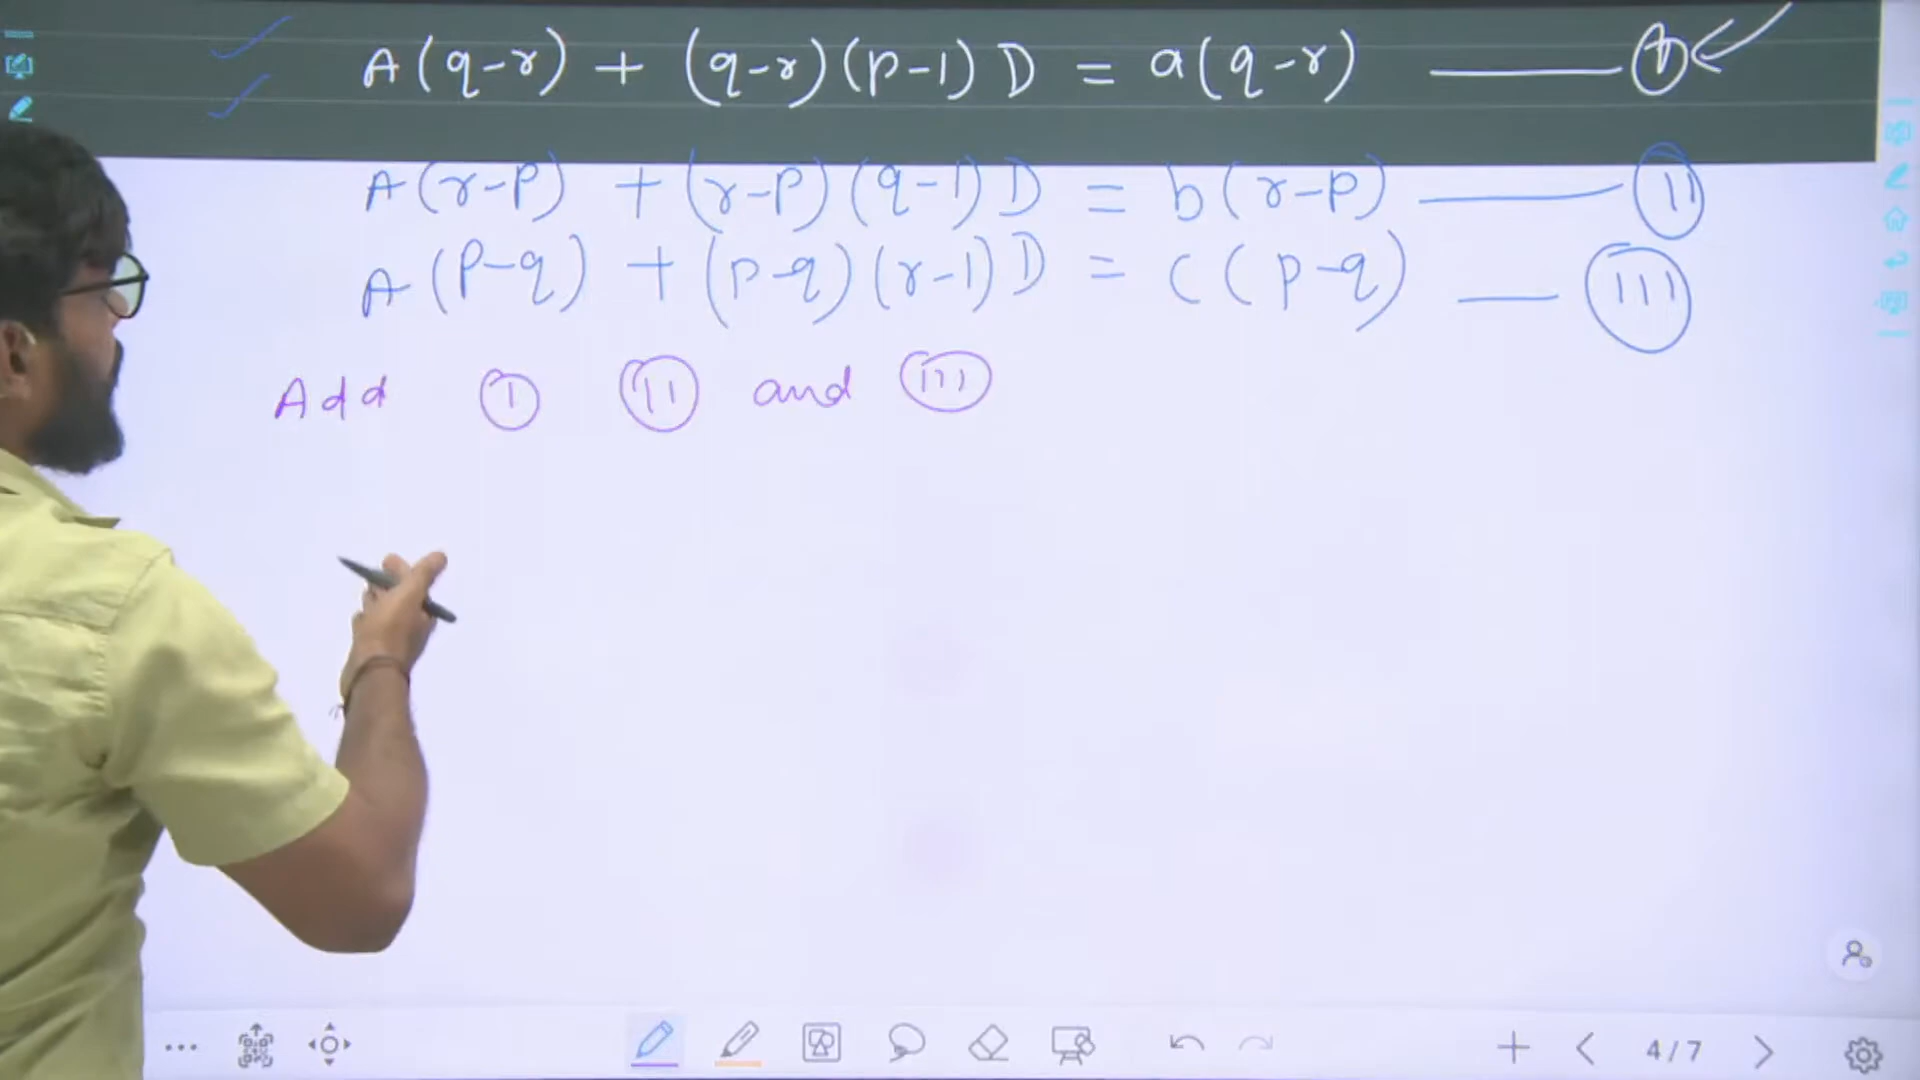 A(q-r) + (q-r)(p-1)D = a(q-r) — I
A(r-p) + (r-p)(q-1)D = b(r-p) — II
A(p-q) + (p-q)(r-1)D = c(p-q) — III
Add I II and III
4/7